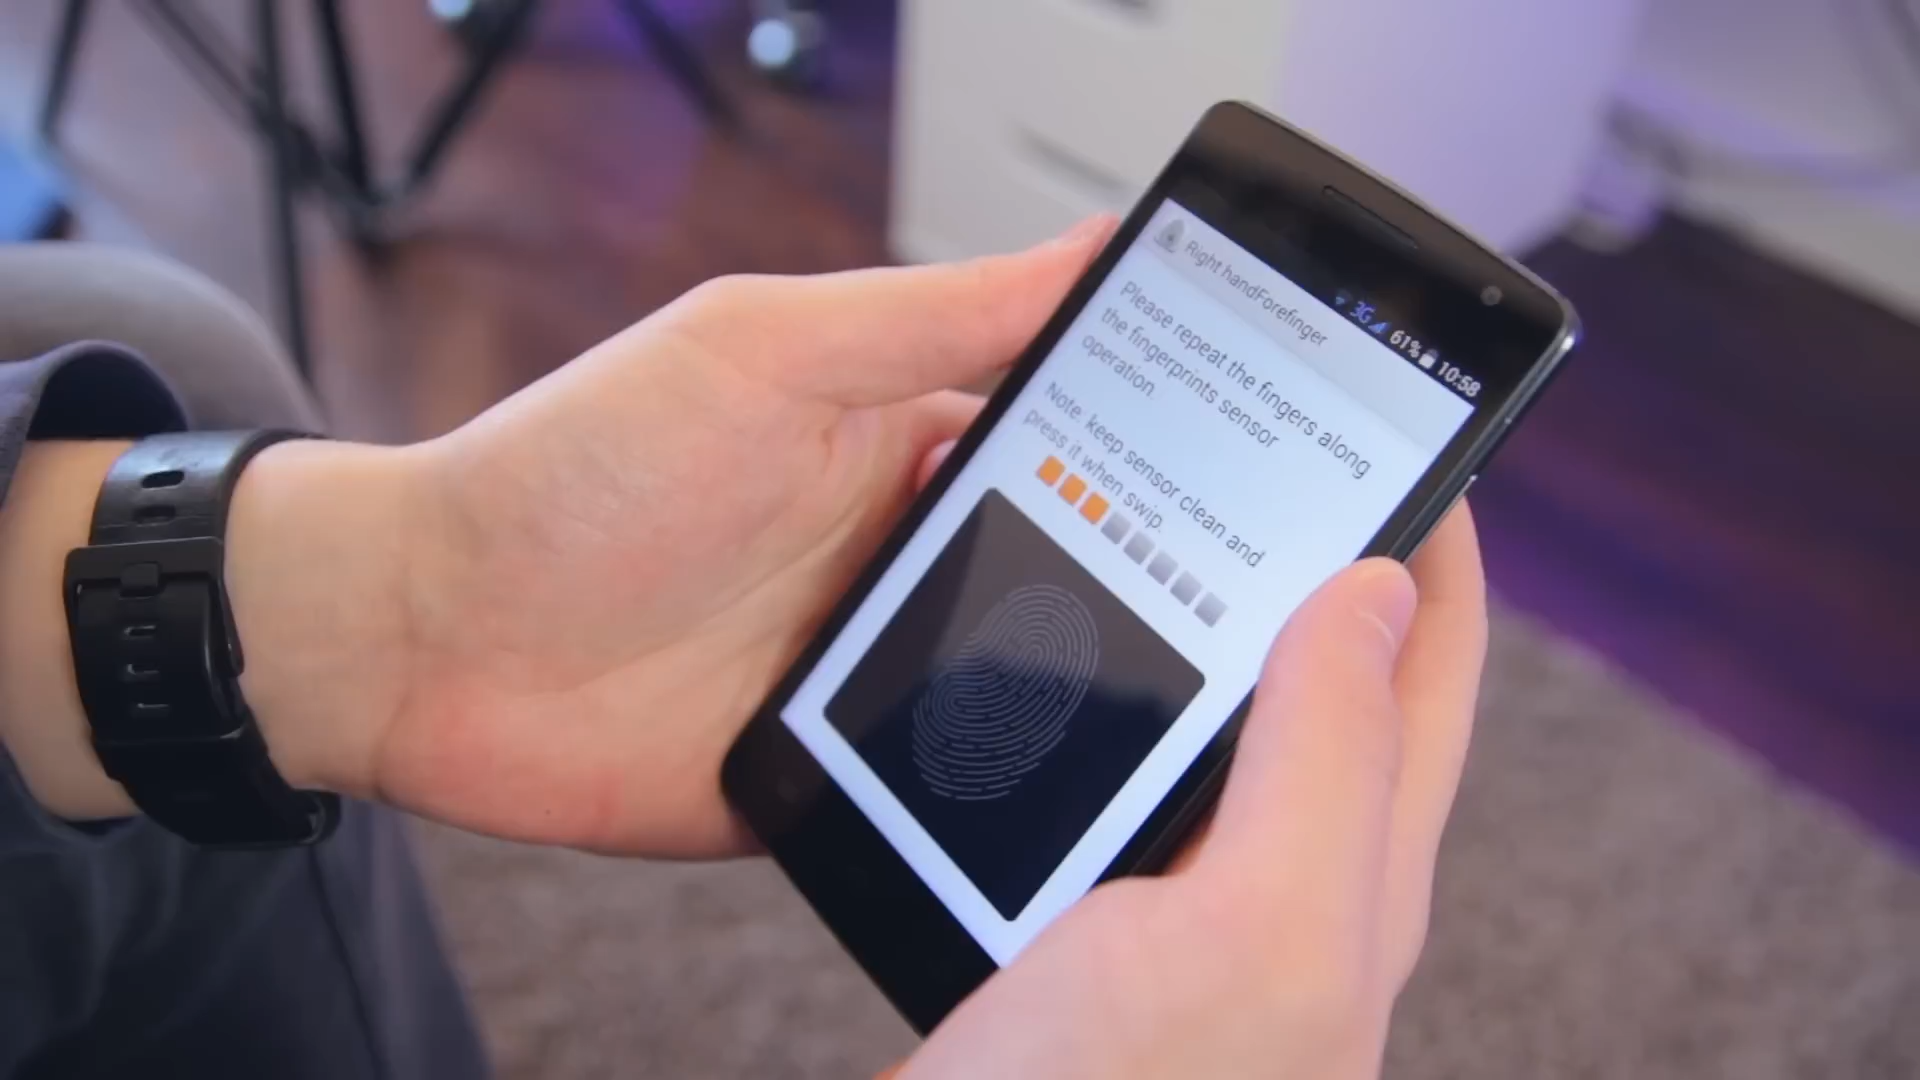 3G 61% 10:58
Right handForefinger
Please repeat the fingers along
the fingerprints sensor
operation.
Note: keep sensor clean and
press it when swip.